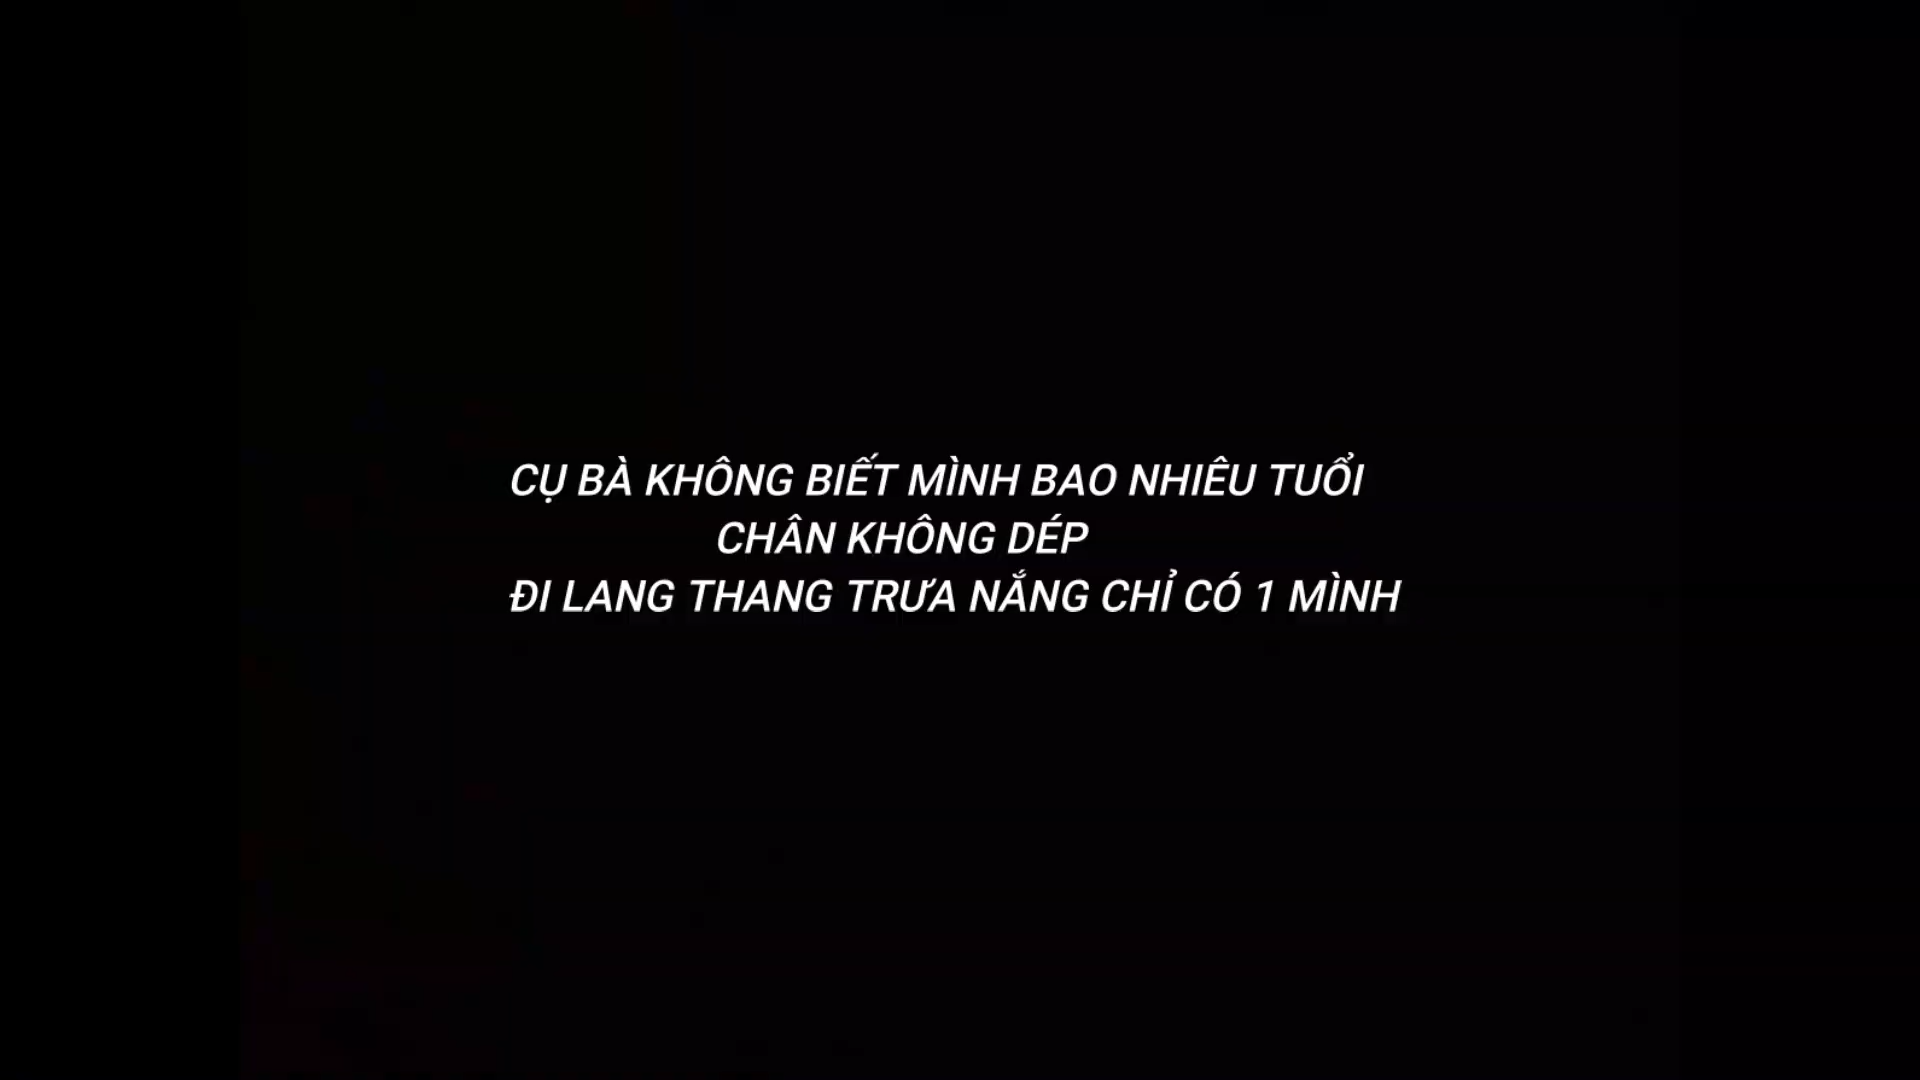 CỤ BÀ KHÔNG BIẾT MÌNH BAO NHIÊU TUỔI
CHÂN KHÔNG DÉP
ĐI LANG THANG TRƯA NẮNG CHỈ CÓ 1 MÌNH